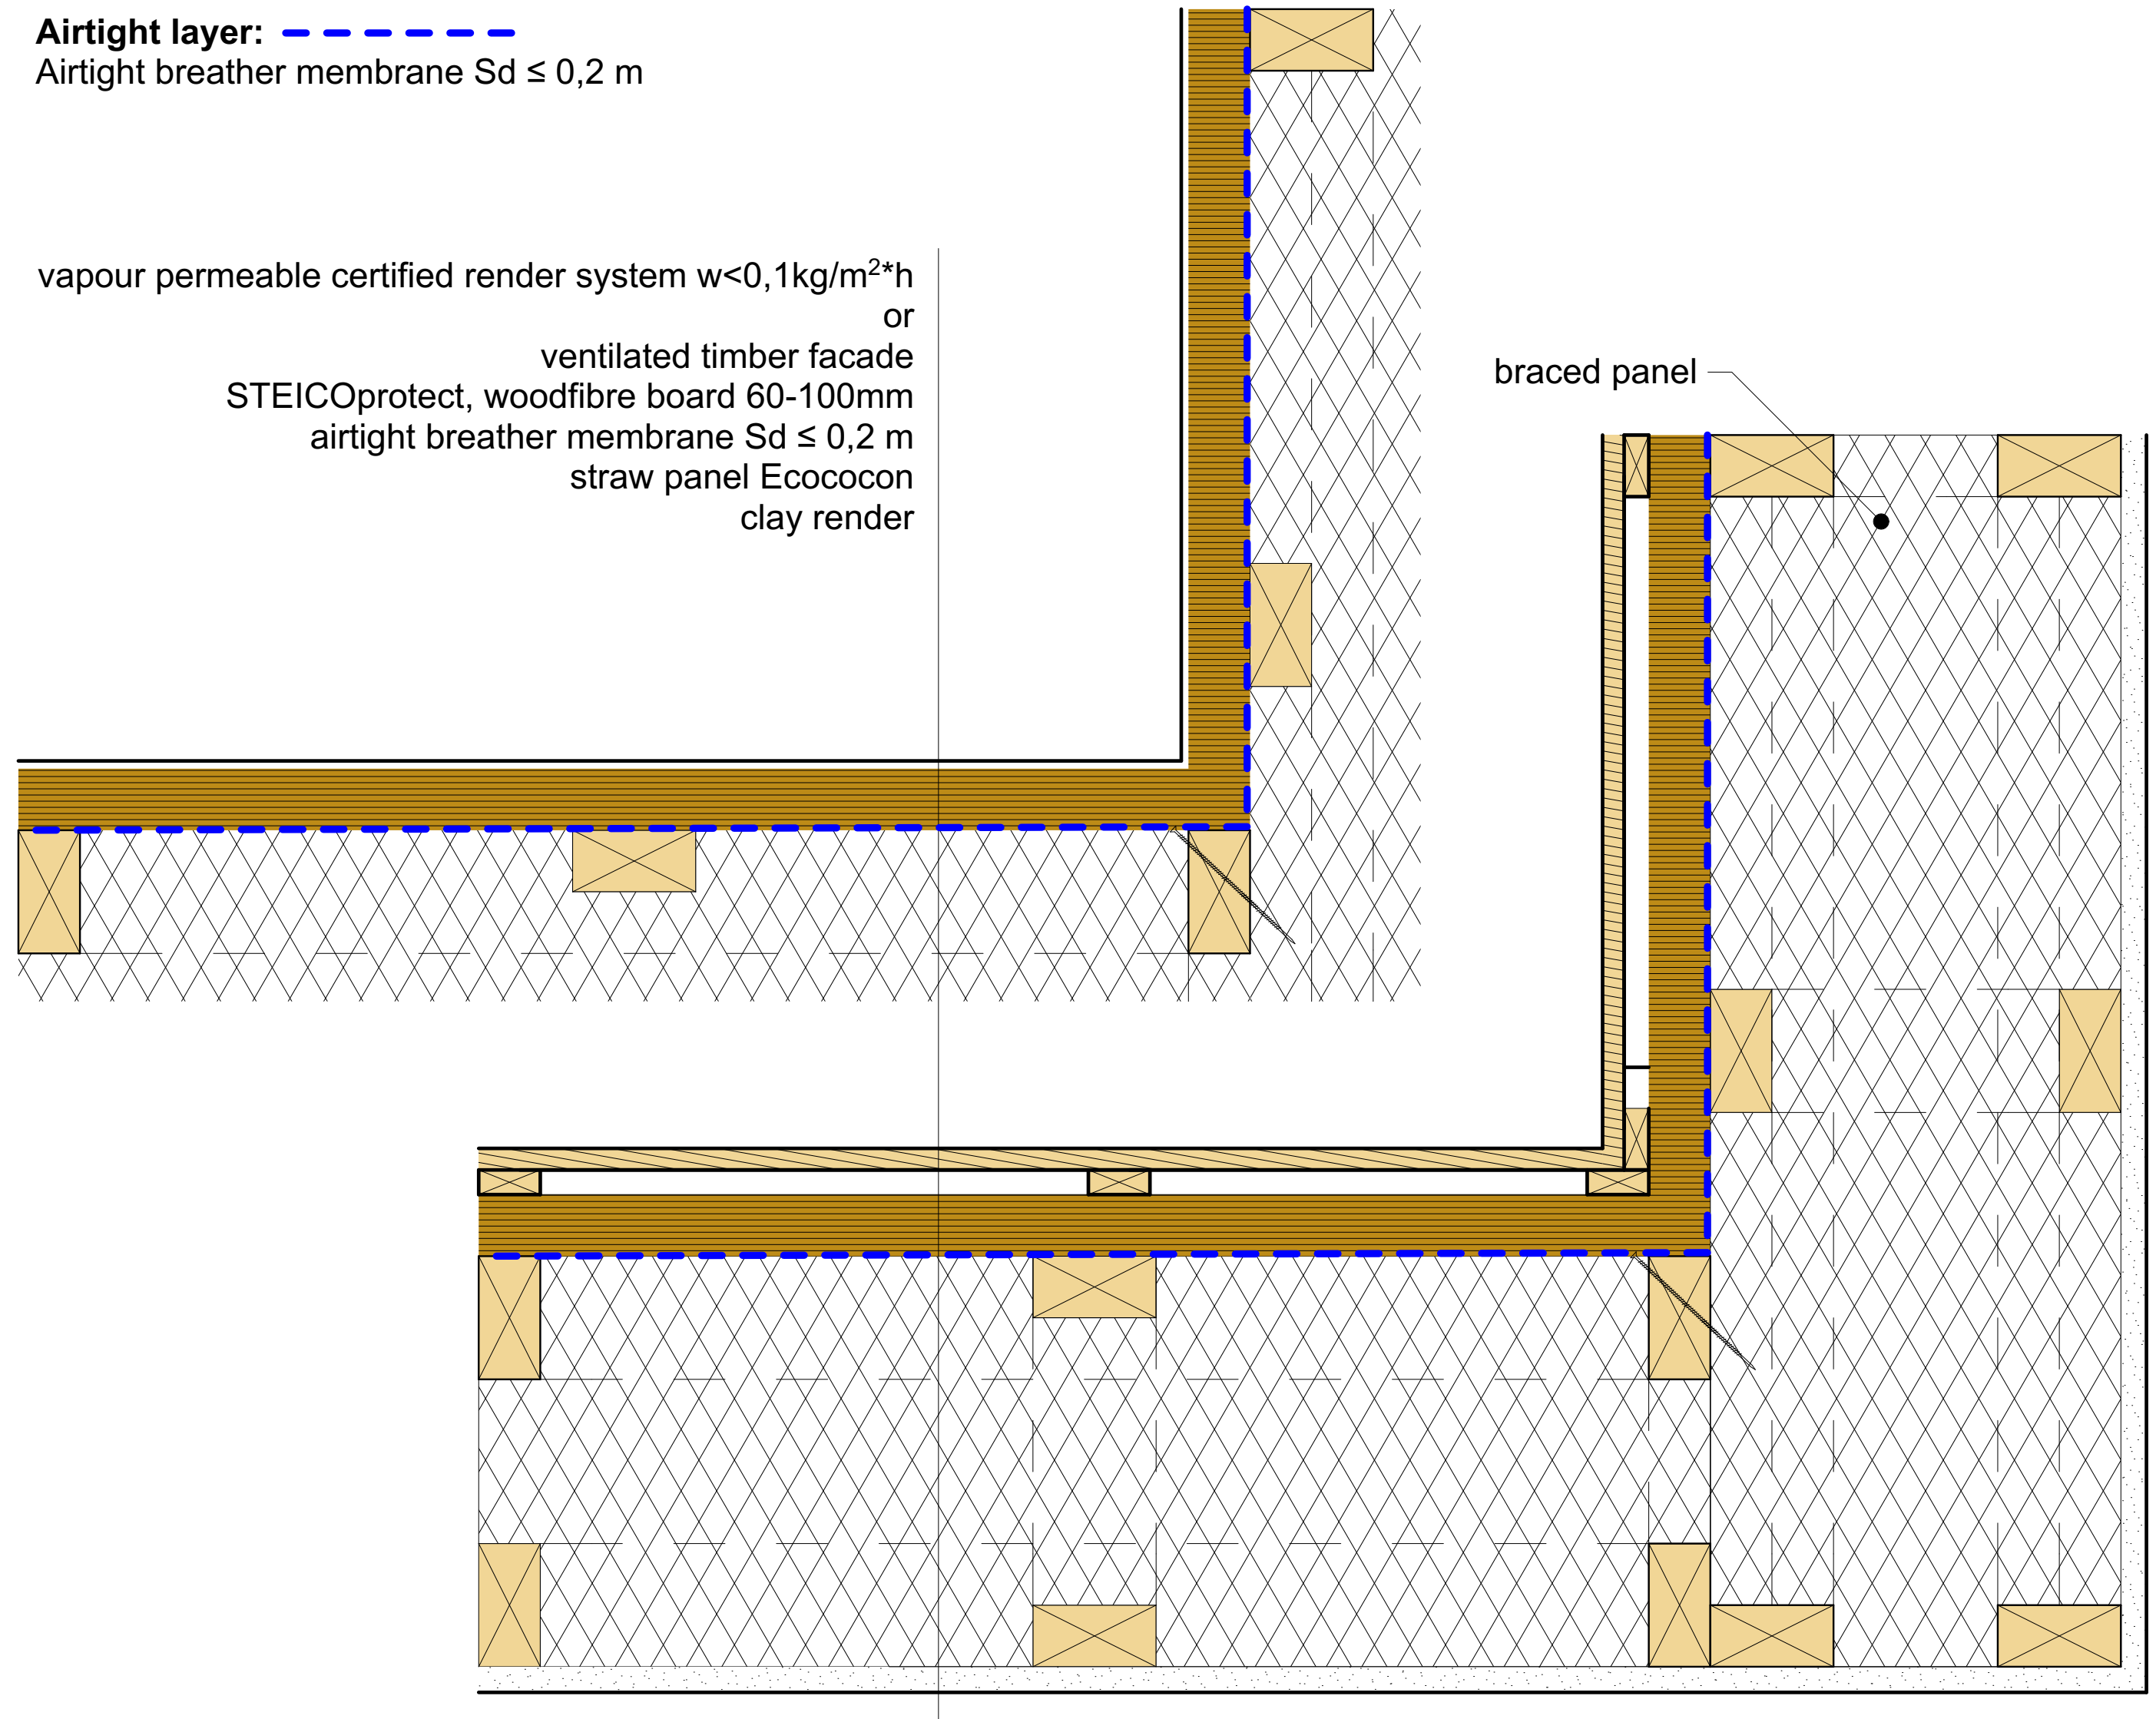 Airtight layer:
Airtight breather membrane Sd ≤ 0,2 m
vapour permeable certified render system w<0,1kg/m²*h
or
ventilated timber facade
STEICOprotect, woodfibre board 60-100mm
airtight breather membrane Sd ≤ 0,2 m
straw panel Ecococon
clay render
braced panel